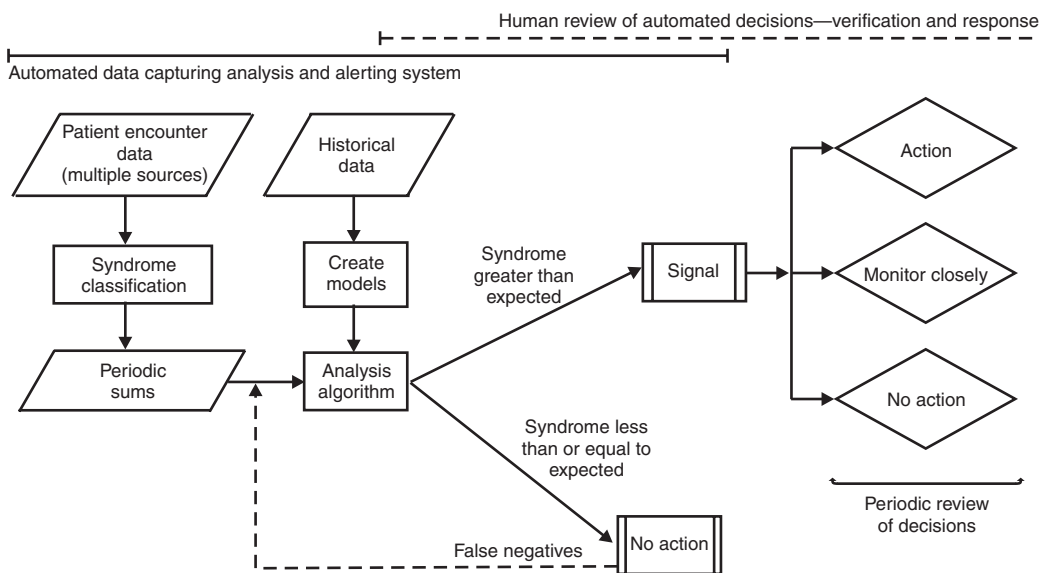 Human review of automated decisions—verification and response
Automated data capturing analysis and alerting system
Patient encounter
data
(multiple sources)
Historical
data
Action
Syndrome
classification
Create
models
Syndrome
greater than
expected
Signal
Monitor closely
Periodic
sums
Analysis
algorithm
No action
Syndrome less
than or equal to
expected
Periodic review
of decisions
False negatives
No action